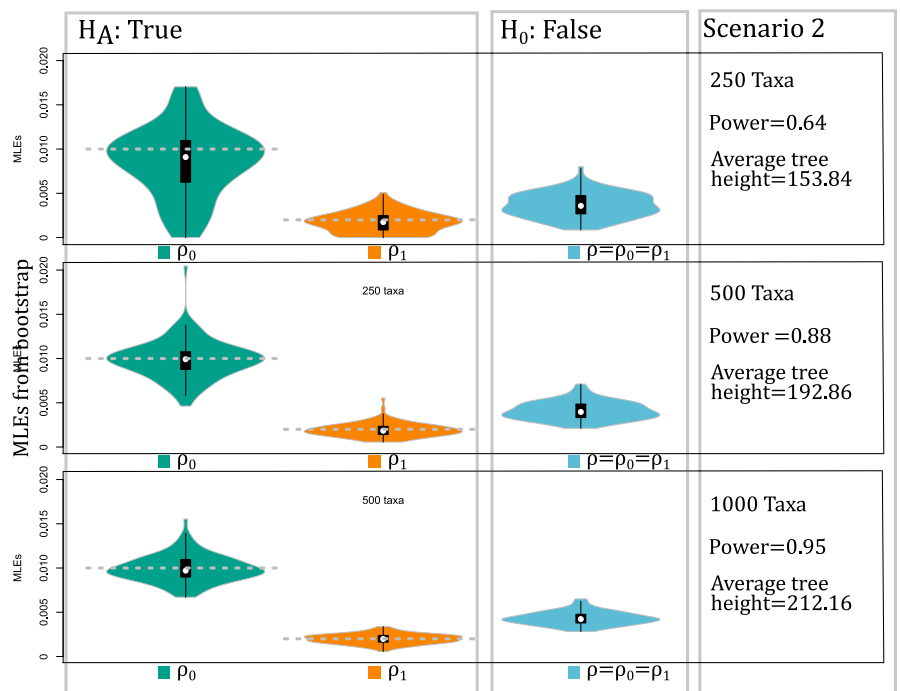 H_A: True
H₀: False
Scenario 2
MLEs from bootstrap
0.020
0.015
0.010
0.005
0
MLEs
250 Taxa
Power=0.64
Average tree
height=153.84
ρ₀
ρ₁
ρ=ρ₀=ρ₁
0.020
0.015
0.010
0.005
0
MLEs
250 taxa
500 Taxa
Power =0.88
Average tree
height=192.86
ρ₀
ρ₁
ρ=ρ₀=ρ₁
0.020
0.015
0.010
0.005
0
MLEs
500 taxa
1000 Taxa
Power=0.95
Average tree
height=212.16
ρ₀
ρ₁
ρ=ρ₀=ρ₁